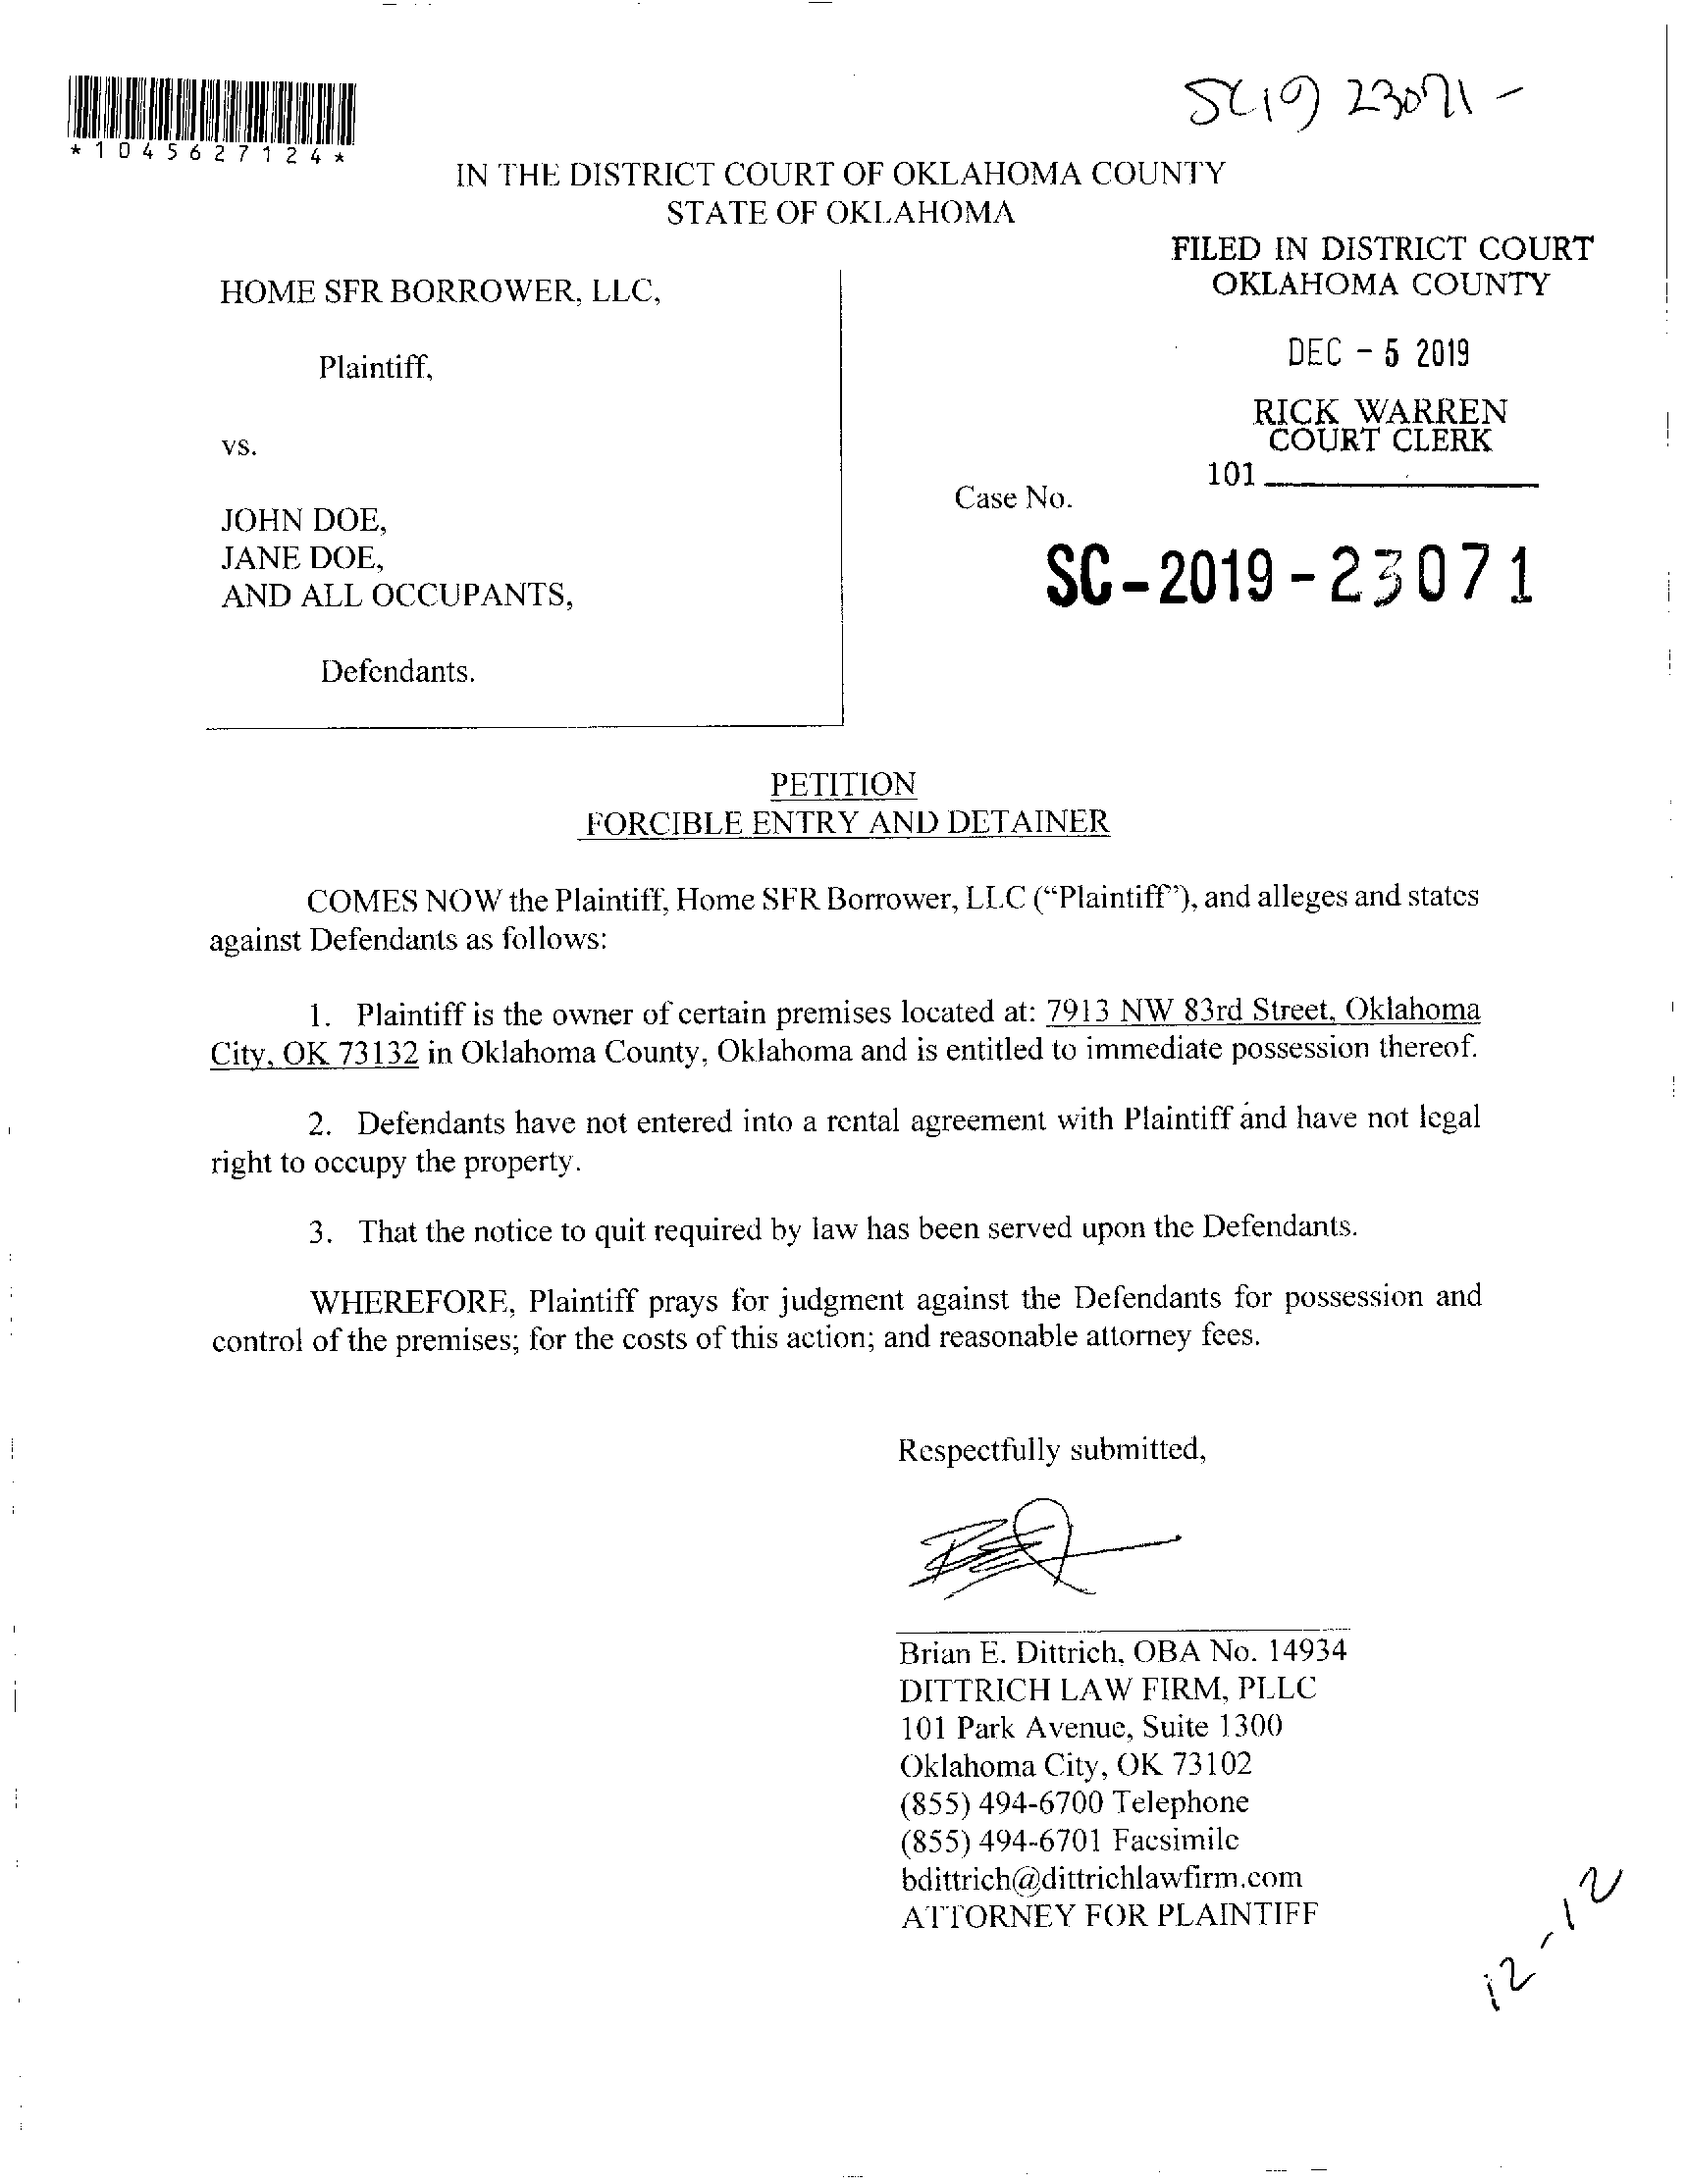 SC19) 23071 -
*1045627124*
IN THE DISTRICT COURT OF OKLAHOMA COUNTY
STATE OF OKLAHOMA
FILED IN DISTRICT COURT
OKLAHOMA COUNTY
DEC - 5 2019
RICK WARREN
COURT CLERK
101
HOME SFR BORROWER, LLC,
Plaintiff,
vs.
JOHN DOE,
JANE DOE,
AND ALL OCCUPANTS,
Defendants.
Case No.
SC-2019-23071
PETITION
FORCIBLE ENTRY AND DETAINER
COMES NOW the Plaintiff, Home SFR Borrower, LLC (“Plaintiff”), and alleges and states
against Defendants as follows:
1. Plaintiff is the owner of certain premises located at: 7913 NW 83rd Street, Oklahoma
City, OK 73132 in Oklahoma County, Oklahoma and is entitled to immediate possession thereof.
2. Defendants have not entered into a rental agreement with Plaintiff and have not legal
right to occupy the property.
3. That the notice to quit required by law has been served upon the Defendants.
WHEREFORE, Plaintiff prays for judgment against the Defendants for possession and
control of the premises; for the costs of this action; and reasonable attorney fees.
Respectfully submitted,
Brian E. Dittrich, OBA No. 14934
DITTRICH LAW FIRM, PLLC
101 Park Avenue, Suite 1300
Oklahoma City, OK 73102
(855) 494-6700 Telephone
(855) 494-6701 Facsimile
bdittrich@dittrichlawfirm.com
ATTORNEY FOR PLAINTIFF
12-12